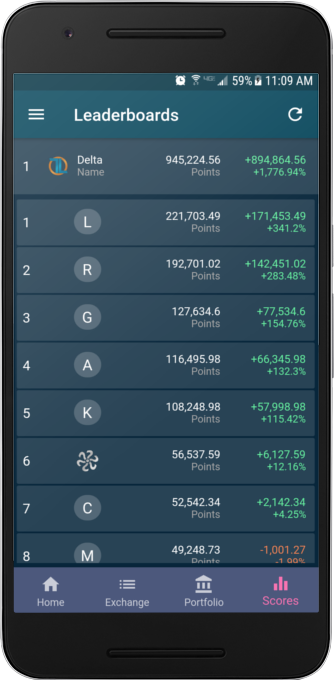 59% 11:09 AM
Leaderboards
1 Delta 945,224.56 +894,864.56
Name Points +1,776.94%
1 L 221,703.49 +171,453.49
Points +341.2%
2 R 192,701.02 +142,451.02
Points +283.48%
3 G 127,634.6 +77,534.6
Points +154.76%
4 A 116,495.98 +66,345.98
Points +132.3%
5 K 108,248.98 +57,998.98
Points +115.42%
6 56,537.59 +6,127.59
Points +12.16%
7 C 52,542.34 +2,142.34
Points +4.25%
8 M 49,248.73 -1,001.27
Points -1.99%
Home Exchange Portfolio Scores